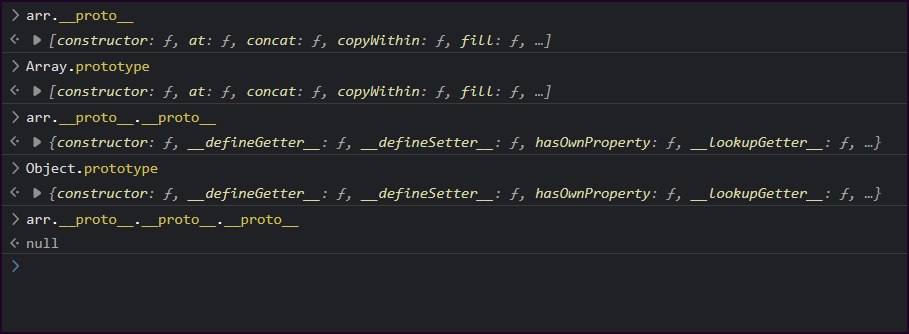 > arr.__proto__
<· ▶ [constructor: ƒ, at: ƒ, concat: ƒ, copyWithin: ƒ, fill: ƒ, …]
> Array.prototype
<· ▶ [constructor: ƒ, at: ƒ, concat: ƒ, copyWithin: ƒ, fill: ƒ, …]
> arr.__proto__.__proto__
<· ▶ {constructor: ƒ, __defineGetter__: ƒ, __defineSetter__: ƒ, hasOwnProperty: ƒ, __lookupGetter__: ƒ, …}
> Object.prototype
<· ▶ {constructor: ƒ, __defineGetter__: ƒ, __defineSetter__: ƒ, hasOwnProperty: ƒ, __lookupGetter__: ƒ, …}
> arr.__proto__.__proto__.__proto__
<· null
>